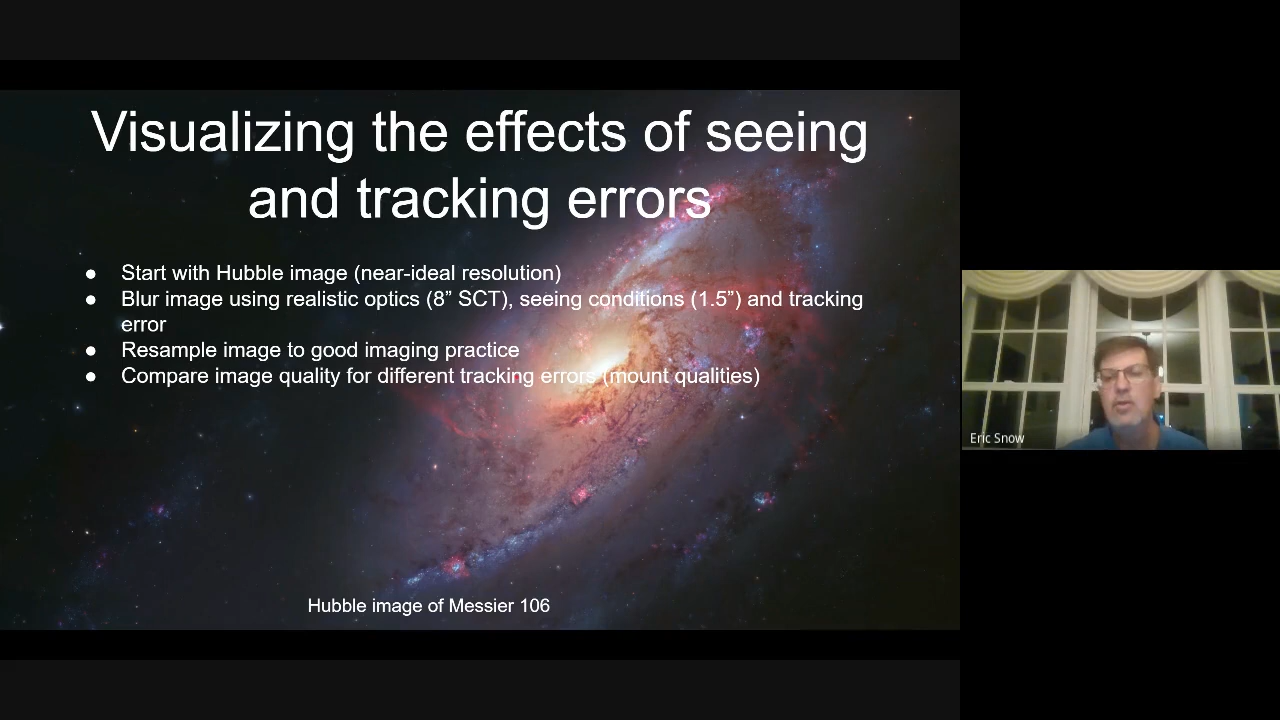 Visualizing the effects of seeing
and tracking errors
● Start with Hubble image (near-ideal resolution)
● Blur image using realistic optics (8” SCT), seeing conditions (1.5”) and tracking
error
● Resample image to good imaging practice
● Compare image quality for different tracking errors (mount qualities)
Eric Snow
Hubble image of Messier 106